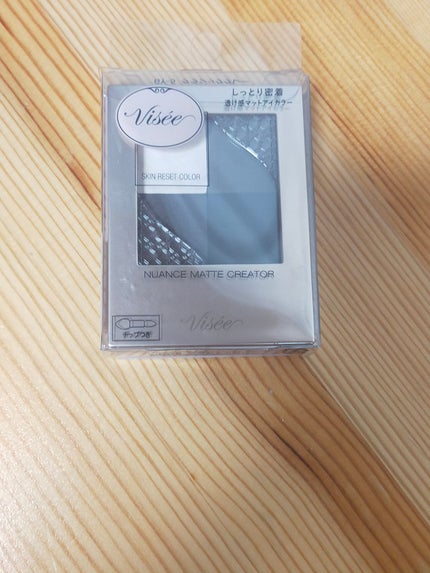 Visée
しっとり密着
透け感マットアイカラー
SKIN RESET COLOR
NUANCE MATTE CREATOR
Visée
チップつき